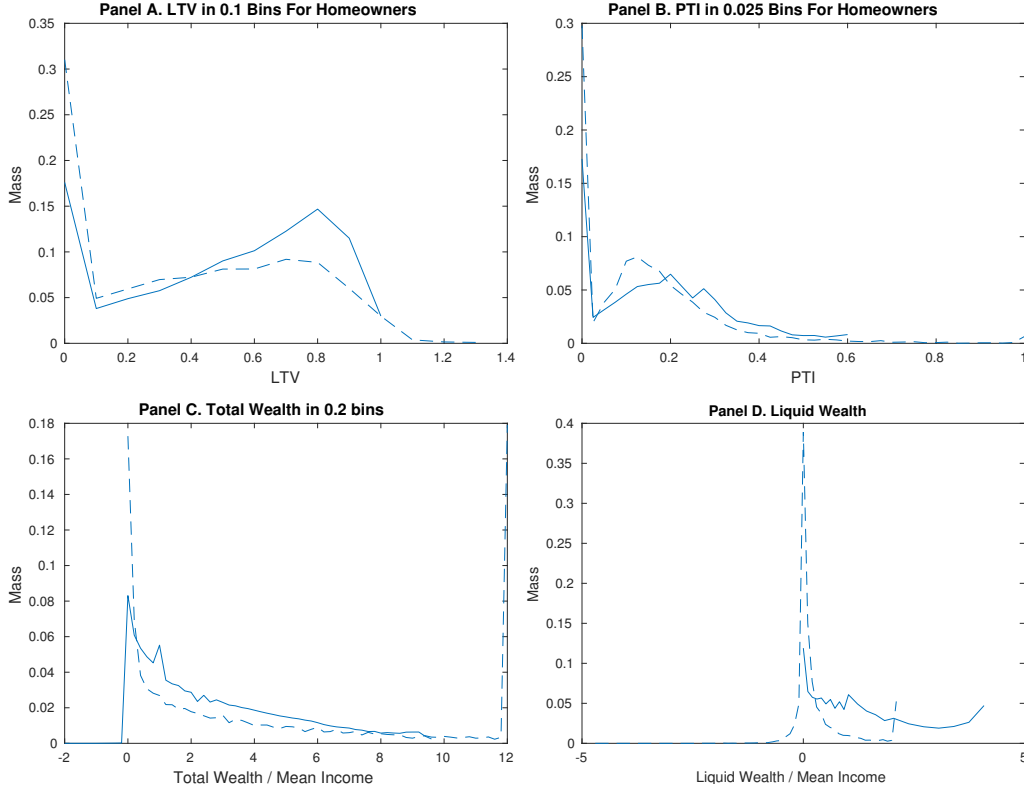 Panel A. LTV in 0.1 Bins For Homeowners
0.35
0.3
0.25
0.2
0.15
0.1
0.05
0
Mass
0 0.2 0.4 0.6 0.8 1 1.2 1.4
LTV
Panel B. PTI in 0.025 Bins For Homeowners
0.3
0.25
0.2
0.15
0.1
0.05
0
Mass
0 0.2 0.4 0.6 0.8 1
PTI
Panel C. Total Wealth in 0.2 bins
0.18
0.16
0.14
0.12
0.10
0.08
0.06
0.04
0.02
0
Mass
-2 0 2 4 6 8 10 12
Total Wealth / Mean Income
Panel D. Liquid Wealth
0.4
0.35
0.3
0.25
0.2
0.15
0.1
0.05
0
Mass
-5 0 5
Liquid Wealth / Mean Income